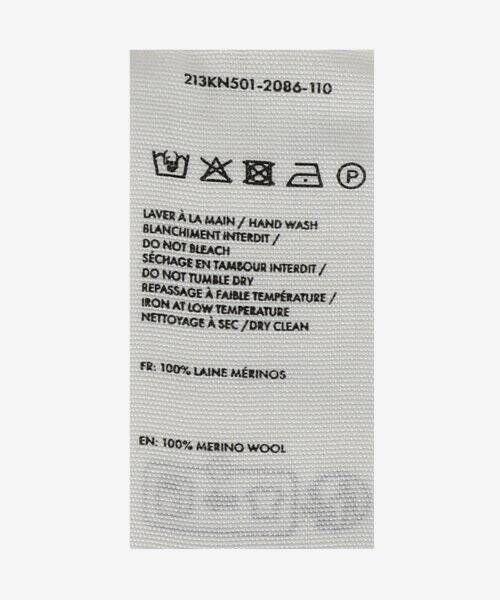 213KN501-2086-110
P
LAVER À LA MAIN / HAND WASH
BLANCHIMENT INTERDIT /
DO NOT BLEACH
SÉCHAGE EN TAMBOUR INTERDIT /
DO NOT TUMBLE DRY
REPASSAGE À FAIBLE TEMPÉRATURE /
IRON AT LOW TEMPERATURE
NETTOYAGE À SEC /DRY CLEAN
FR: 100% LAINE MÉRINOS
EN: 100% MERINO WOOL